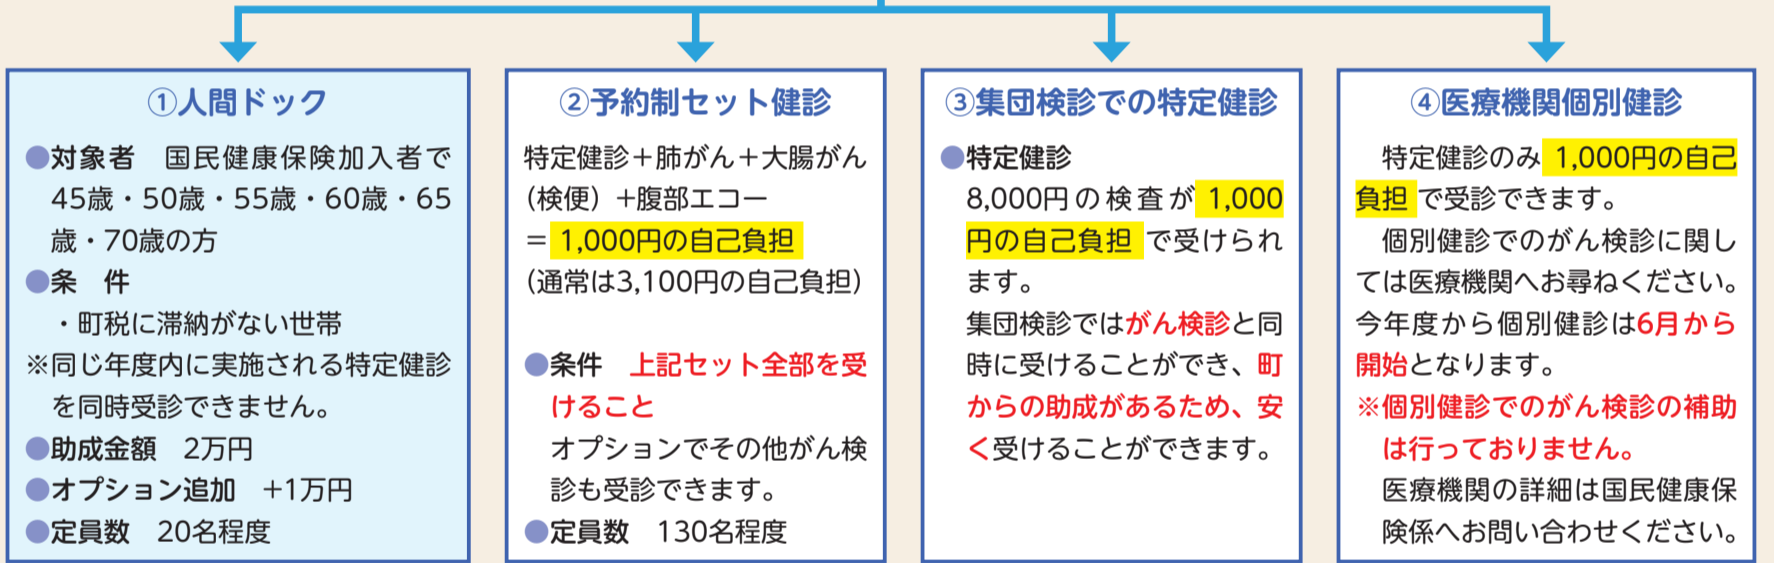 ①人間ドック
●対象者　国民健康保険加入者で
45歳・50歳・55歳・60歳・65
歳・70歳の方
●条　件
・町税に滞納がない世帯
※同じ年度内に実施される特定健診
を同時受診できません。
●助成金額　2万円
●オプション追加　+1万円
●定員数　20名程度
②予約制セット健診
特定健診＋肺がん＋大腸がん
（検便）+腹部エコー
＝ 1,000円の自己負担
（通常は3,100円の自己負担）
●条件　上記セット全部を受
けること
オプションでその他がん検
診も受診できます。
●定員数　130名程度
③集団検診での特定健診
●特定健診
8,000円の検査が 1,000
円の自己負担 で受けられ
ます。
集団検診ではがん検診と同
時に受けることができ、町
からの助成があるため、安
く受けることができます。
④医療機関個別健診
特定健診のみ 1,000円の自己
負担 で受診できます。
個別健診でのがん検診に関し
ては医療機関へお尋ねください。
今年度から個別健診は6月から
開始となります。
※個別健診でのがん検診の補助
は行っておりません。
医療機関の詳細は国民健康保
険係へお問い合わせください。